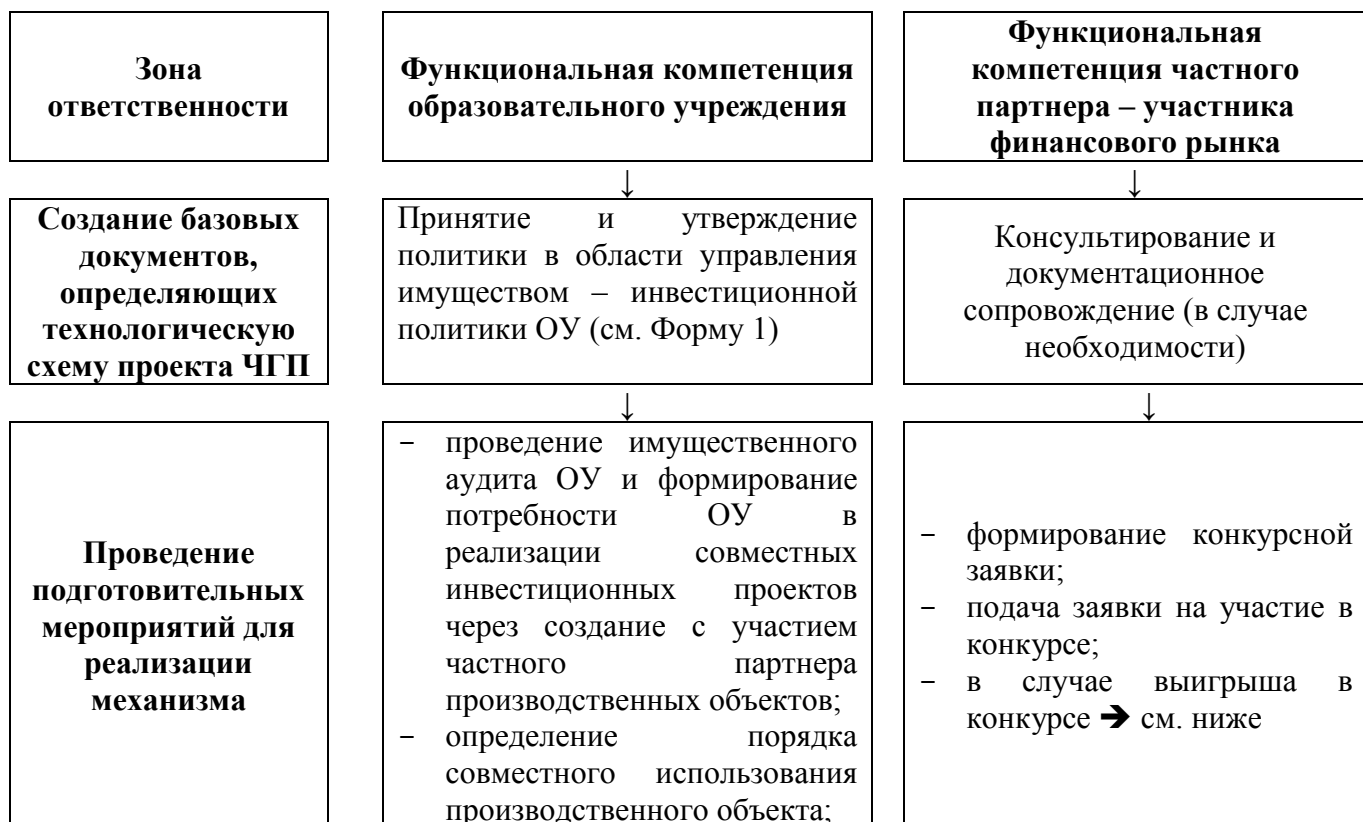 Зона
ответственности
Функциональная компетенция
образовательного учреждения
Функциональная
компетенция частного
партнера – участника
финансового рынка
↓
↓
Создание базовых
документов,
определяющих
технологическую
схему проекта ЧГП
Принятие и утверждение
политики в области управления
имуществом – инвестиционной
политики ОУ (см. Форму 1)
Консультирование и
документационное
сопровождение (в случае
необходимости)
↓
↓
Проведение
подготовительных
мероприятий для
реализации
механизма
− проведение имущественного
аудита ОУ и формирование
потребности ОУ в
реализации совместных
инвестиционных проектов
через создание с участием
частного партнера
производственных объектов;
− определение порядка
совместного использования
производственного объекта;
− формирование конкурсной
заявки;
− подача заявки на участие в
конкурсе;
− в случае выигрыша в
конкурсе ➔ см. ниже